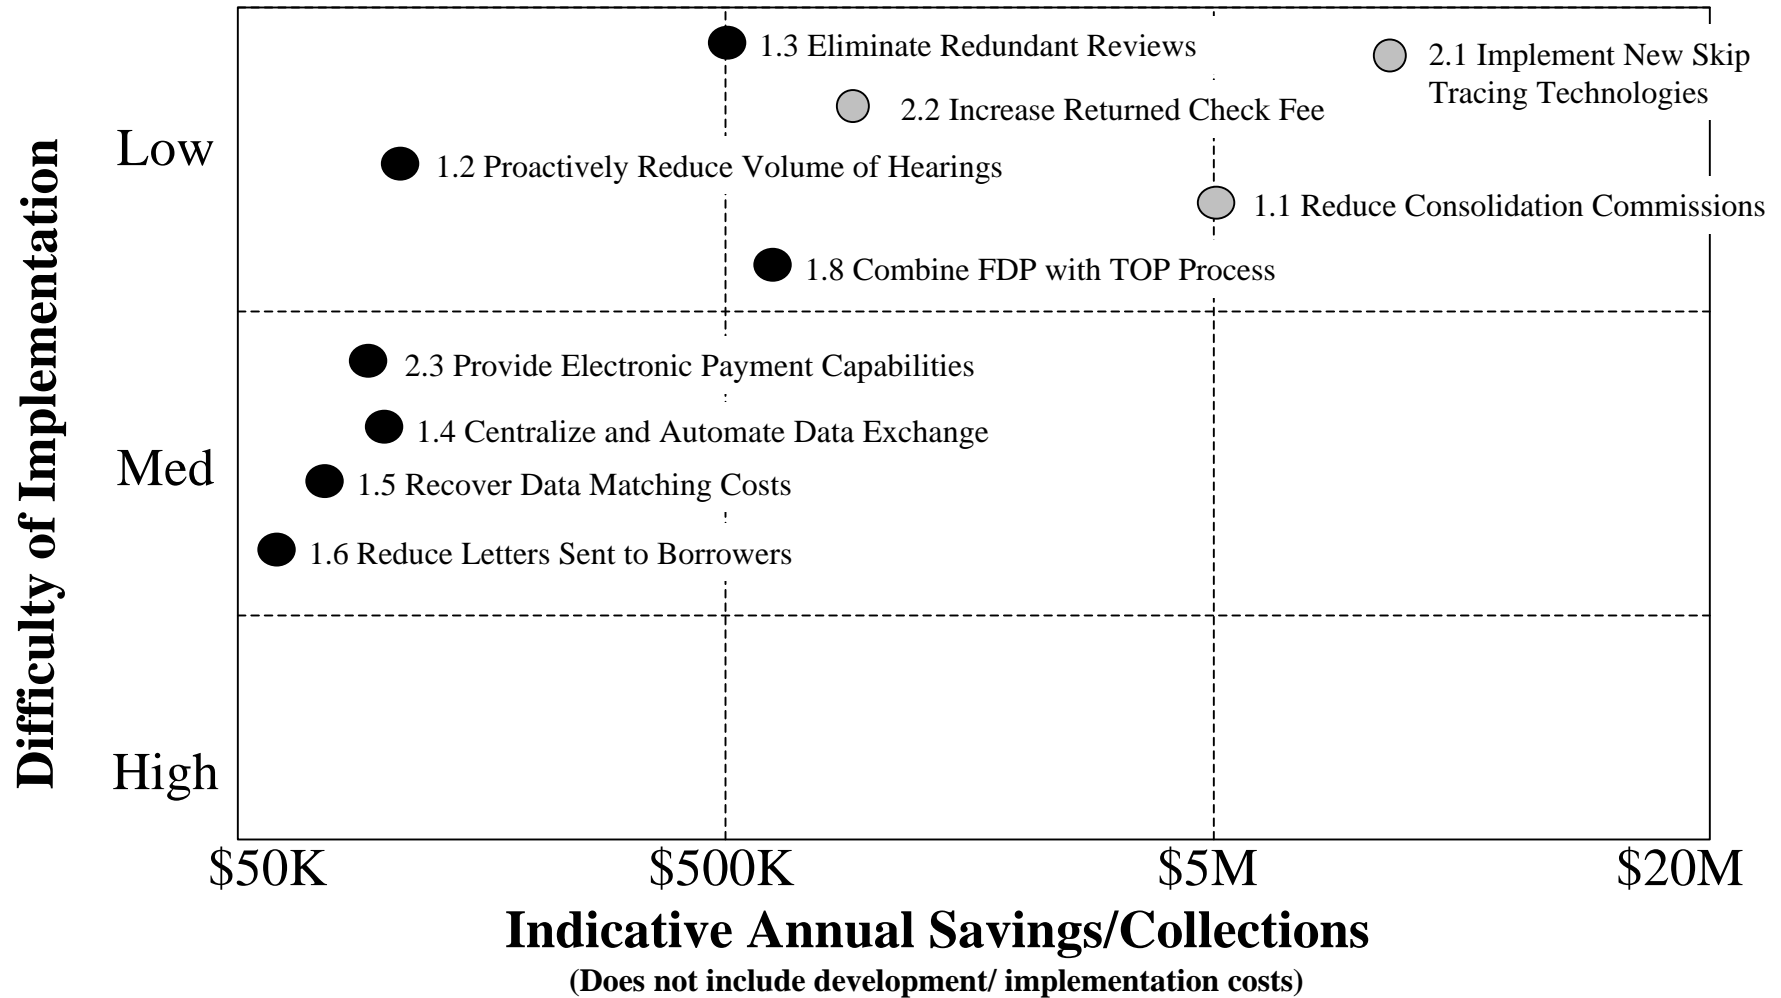 1.3 Eliminate Redundant Reviews
2.1 Implement New Skip
Tracing Technologies
2.2 Increase Returned Check Fee
Low
1.2 Proactively Reduce Volume of Hearings
1.1 Reduce Consolidation Commissions
1.8 Combine FDP with TOP Process
Difficulty of Implementation
2.3 Provide Electronic Payment Capabilities
1.4 Centralize and Automate Data Exchange
Med
1.5 Recover Data Matching Costs
1.6 Reduce Letters Sent to Borrowers
High
$50K $500K $5M $20M
Indicative Annual Savings/Collections
(Does not include development/ implementation costs)